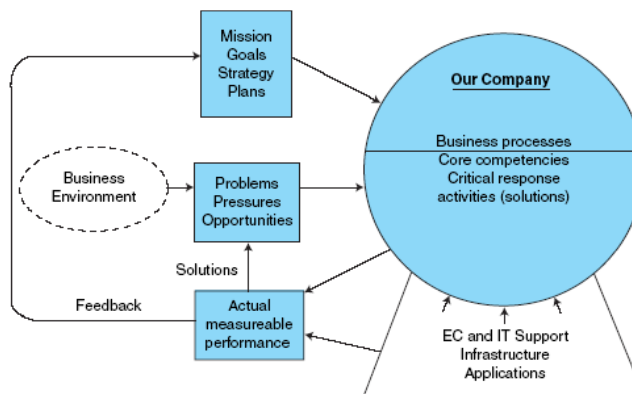 Mission
Goals
Strategy
Plans
Our Company
Business processes
Core competencies
Critical response
activities (solutions)
Business
Environment
Problems
Pressures
Opportunities
Solutions
Feedback
Actual
measureable
performance
EC and IT Support
Infrastructure
Applications